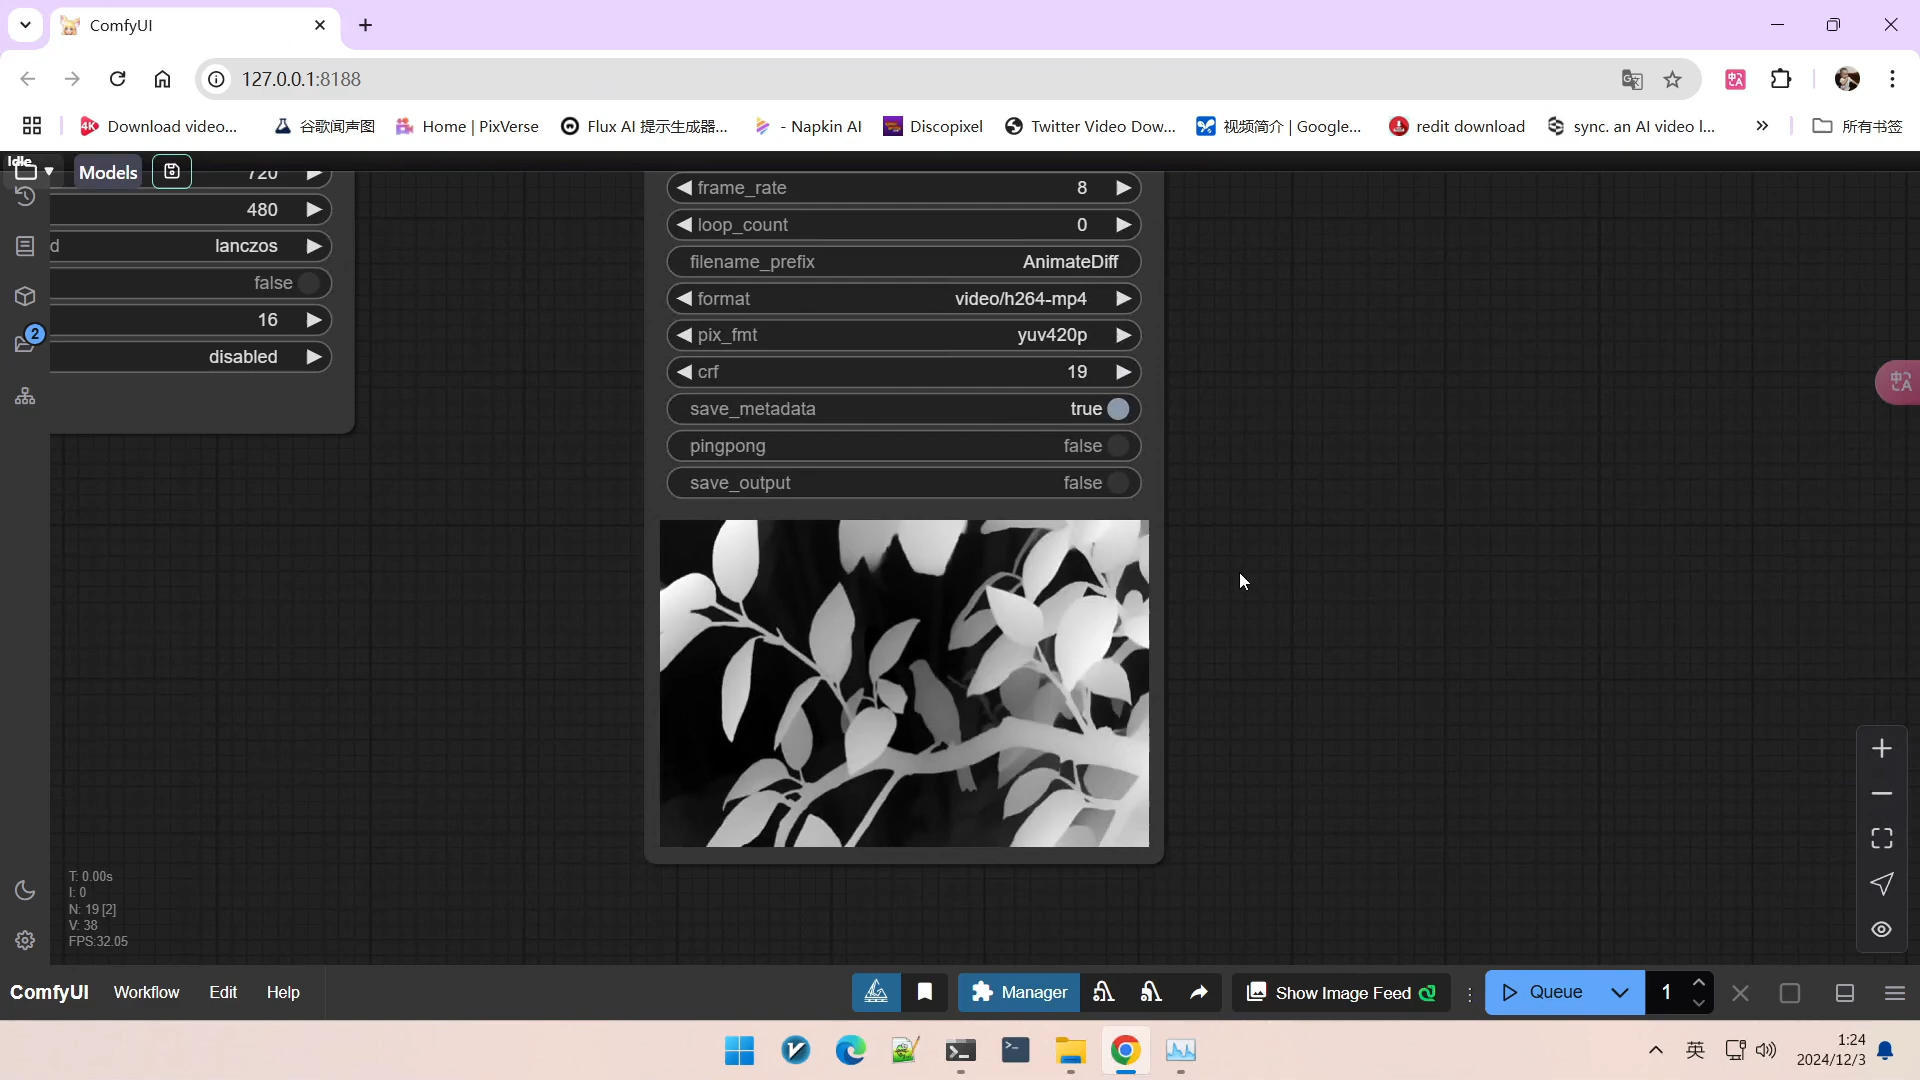 ComfyUI
127.0.0.1:8188
Download video...
谷歌闻声图
Home | PixVerse
Flux AI 提示生成器...
- Napkin AI
Discopixel
Twitter Video Dow...
视频简介 | Google...
redit download
sync. an AI video l...
所有书签
Idle
Models
720
480
d lanczos
false
16
disabled
2
frame_rate 8
loop_count 0
filename_prefix AnimateDiff
format video/h264-mp4
pix_fmt yuv420p
crf 19
save_metadata true
pingpong false
save_output false
T: 0.00s
I: 0
N: 19 [2]
V: 38
FPS:32.05
ComfyUI Workflow Edit Help
Manager
Show Image Feed
Queue
1
英
1:24
2024/12/3